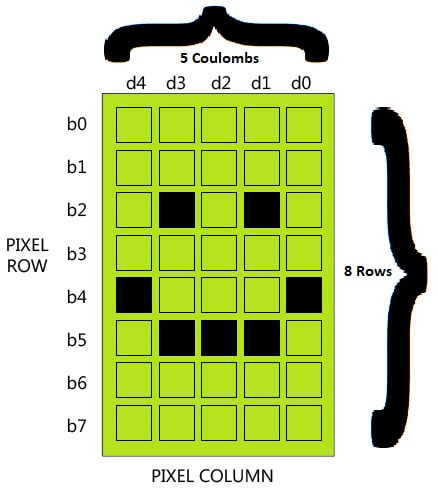 5 Coulombs
d4 d3 d2 d1 d0
b0
b1
b2
b3
PIXEL
ROW
b4
8 Rows
b5
b6
b7
PIXEL COLUMN